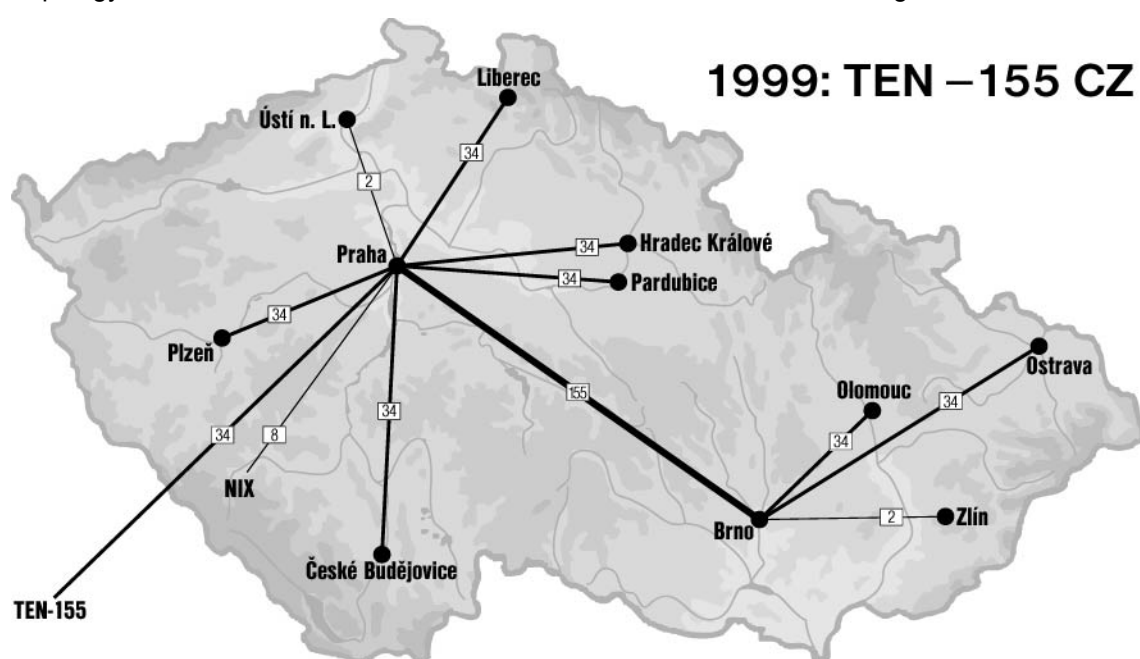 1999: TEN – 155 CZ
Liberec
Ústí n. L.
34
2
Hradec Králové
34
Praha
34
Pardubice
34
Plzeň
Ostrava
155
Olomouc
34
34
34
8
34
NIX
Brno
2
Zlín
České Budějovice
TEN-155